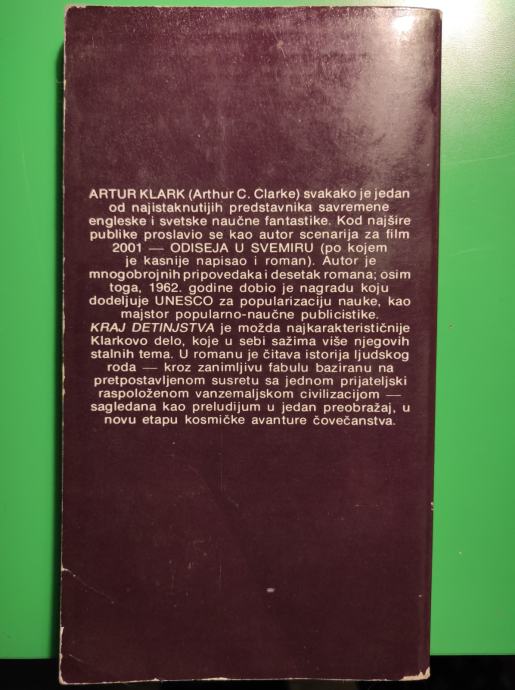 ARTUR KLARK (Arthur C. Clarke) svakako je jedan
od najistaknutijih predstavnika savremene
engleske i svetske naučne fantastike. Kod najšire
publike proslavio se kao autor scenarija za film
2001 — ODISEJA U SVEMIRU (po kojem
je kasnije napisao i roman). Autor je
mnogobrojnih pripovedaka i desetak romana; osim
toga, 1962. godine dobio je nagradu koju
dodeljuje UNESCO za popularizaciju nauke, kao
majstor popularno-naučne publicistike.
KRAJ DETINJSTVA je možda najkarakterističnije
Klarkovo delo, koje u sebi sažima više njegovih
stalnih tema. U romanu je čitava istorija ljudskog
roda — kroz zanimljivu fabulu baziranu na
pretpostavljenom susretu sa jednom prijateljski
raspoloženom vanzemaljskom civilizacijom —
sagledana kao preludijum u jedan preobražaj, u
novu etapu kosmičke avanture čovečanstva.